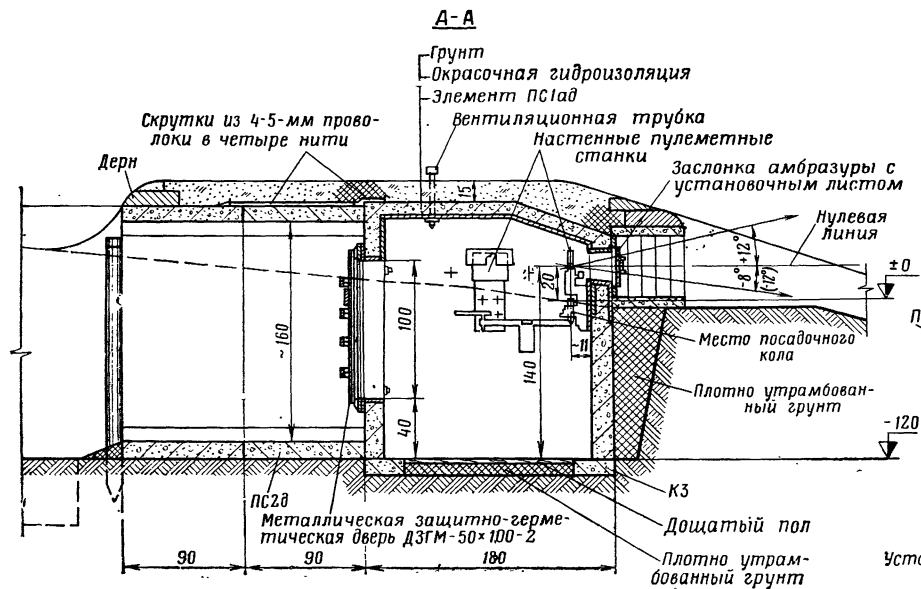 Д-А
Грунт
Окрасочная гидроизоляция
Элемент ПС1ад
Вентиляционная трубка
Настенные пулеметные
станки
Скрутки из 4-5-мм прово-
локи в четыре нити
Дерн
Заслонка амбразуры с
установочным листом
Нулевая
линия
15
+12°
-8°
(-12°)
±0
20
~160
100
140
~11
40
Место посадочного
кола
Плотно утрамбован-
ный грунт
-120
ПС2д
Металлическая защитно-герме-
тическая дверь ДЗГМ-50×100-2
К3
Дощатый пол
Плотно утрам-
бованный грунт
90
90
180
Уст